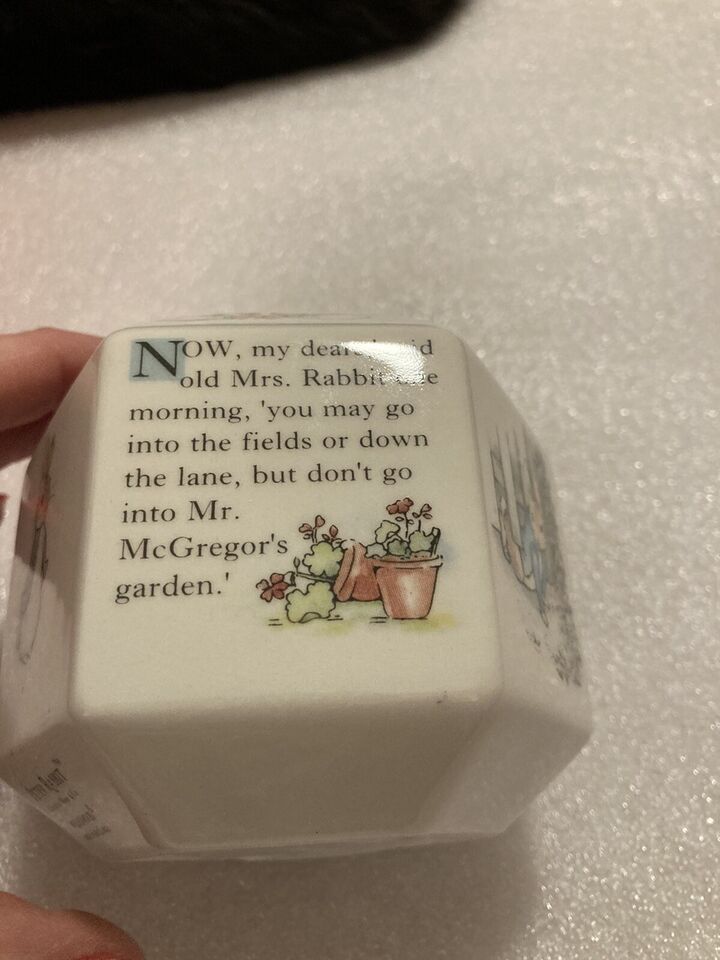 NOW, my
old Mrs. Rabbit
morning, 'you may go
into the fields or down
the lane, but don't go
into Mr.
McGregor's
garden.'